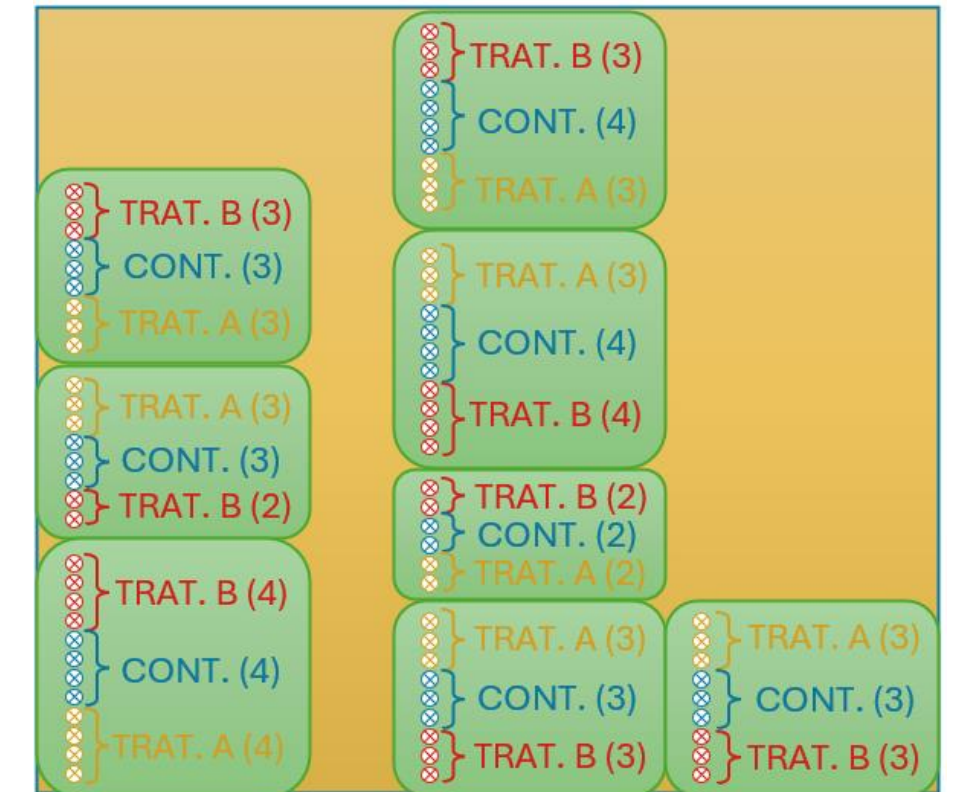 TRAT. B (3)
CONT. (3)
TRAT. A (3)
TRAT. A (3)
CONT. (3)
TRAT. B (2)
TRAT. B (4)
CONT. (4)
TRAT. A (4)
TRAT. B (3)
CONT. (4)
TRAT. A (3)
TRAT. A (3)
CONT. (4)
TRAT. B (4)
TRAT. B (2)
CONT. (2)
TRAT. A (2)
TRAT. A (3)
CONT. (3)
TRAT. B (3)
TRAT. A (3)
CONT. (3)
TRAT. B (3)